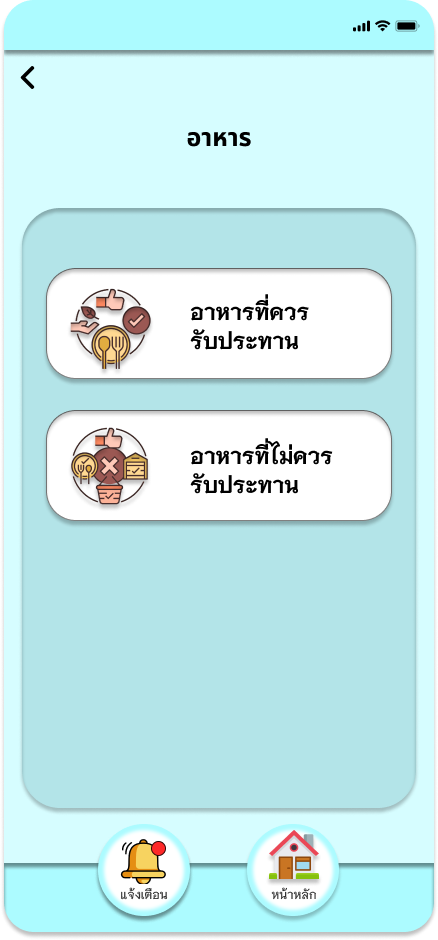 อาหาร
อาหารที่ควร
รับประทาน
อาหารที่ไม่ควร
รับประทาน
แจ้งเตือน
หน้าหลัก